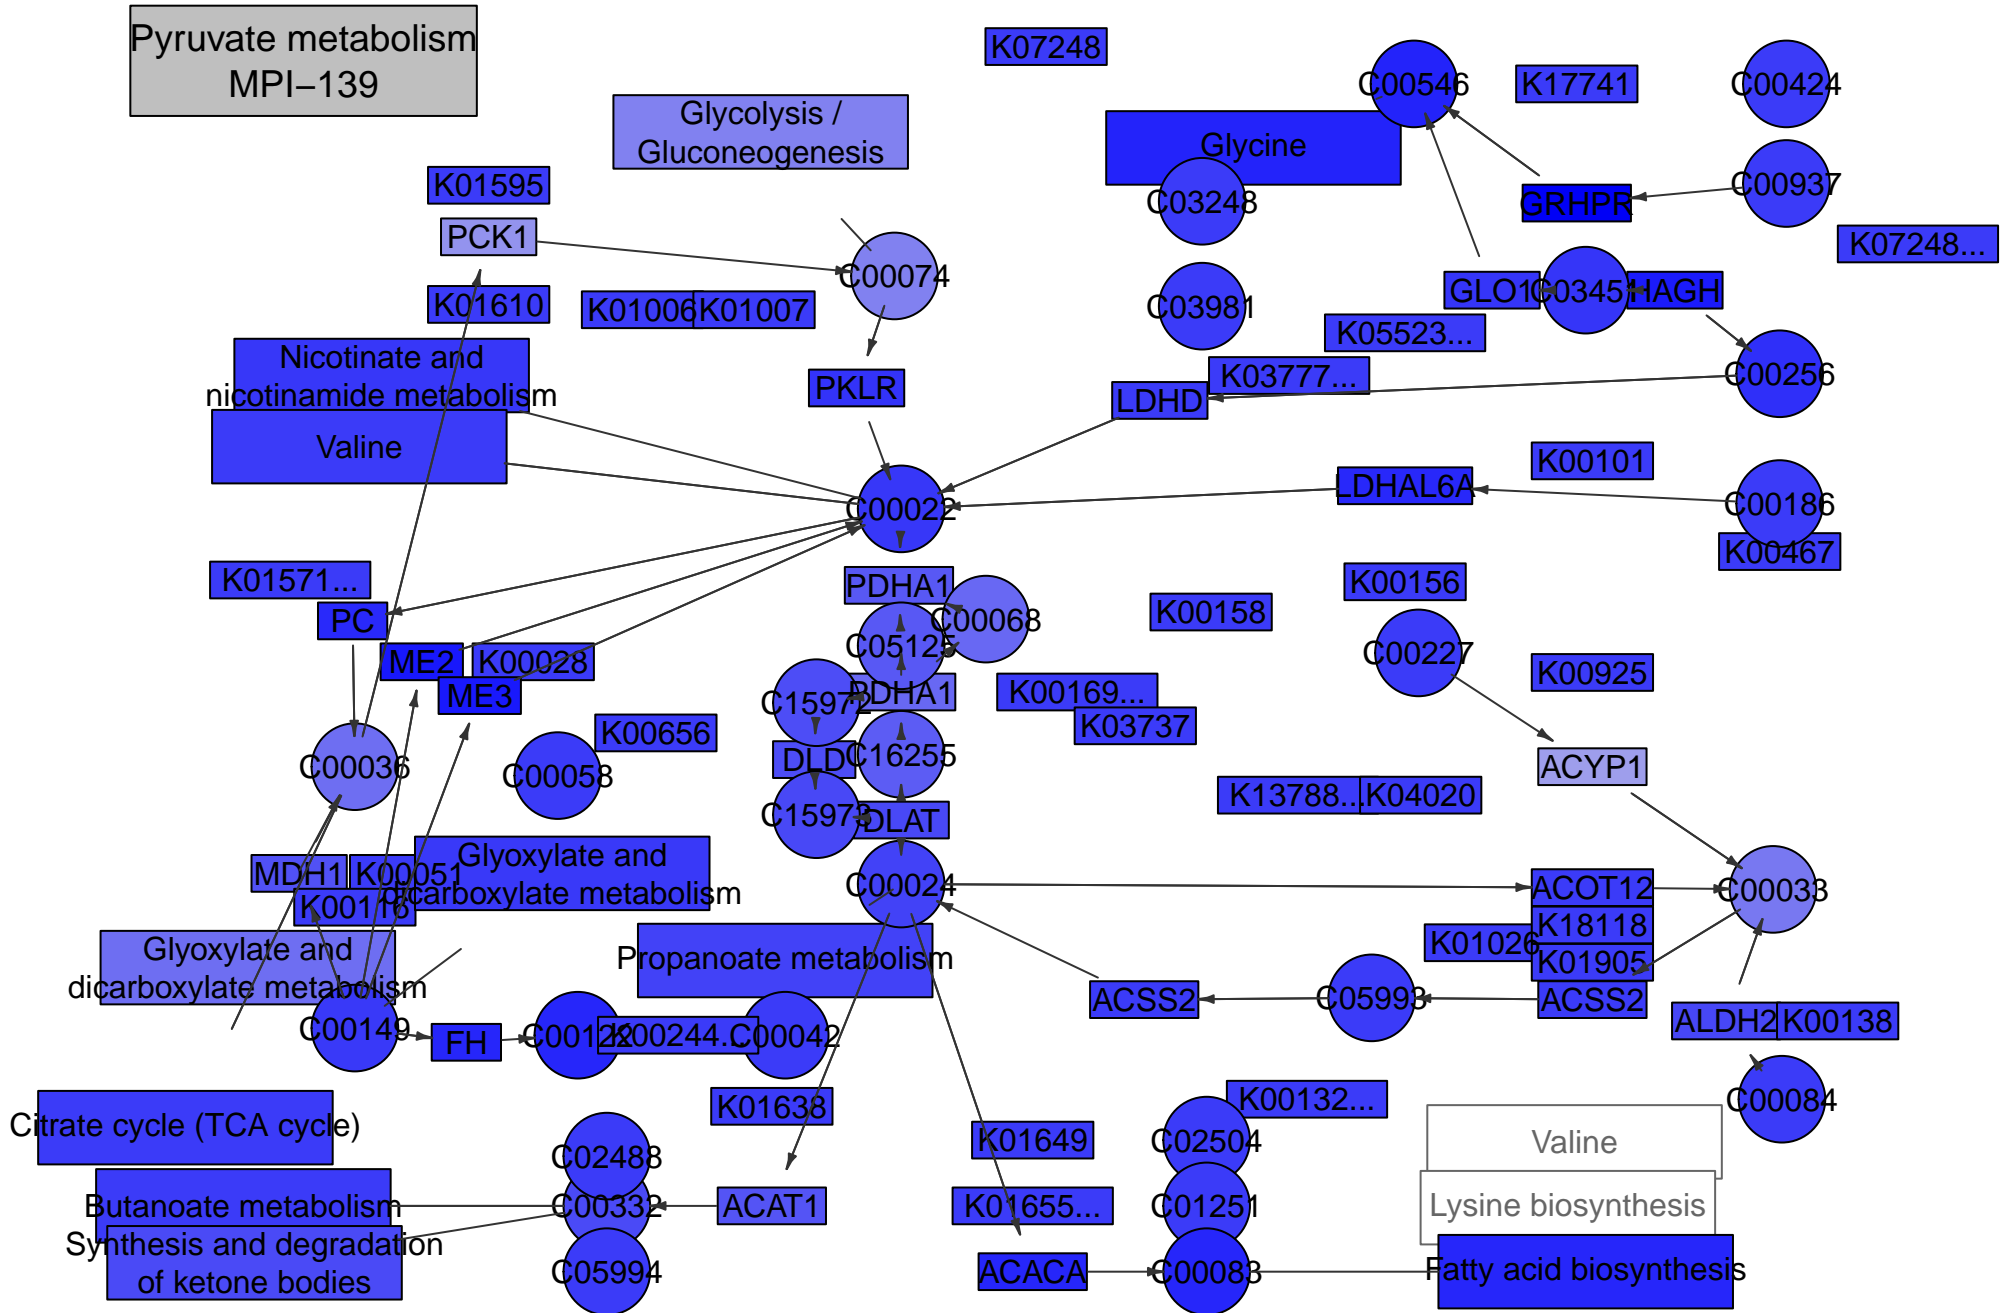 Pyruvate metabolism
MPI−139
K07248
C00546
K17741
C00424
Glycolysis /
Gluconeogenesis
Glycine
K01595
C03248
GRHPR
C00937
PCK1
K07248...
C00074
K01610
K01006
K01007
C03981
GLO1
C03451
HAGH
K05523...
Nicotinate and
nicotinamide metabolism
PKLR
K03777...
LDHD
C00256
Valine
K00101
LDHAL6A
C00186
C00022
K00467
K01571...
PDHA1
K00156
PC
C00068
K00158
C05125
C00227
ME2
K00028
K00925
ME3
C15972
PDHA1
K00169...
K03737
K00656
C00036
C00058
DLD
C16255
ACYP1
K13788...
K04020
C15973
DLAT
MDH1
K00051
Glyoxylate and
dicarboxylate metabolism
C00024
ACOT12
C00033
K00116
K18118
K01026
Glyoxylate and
dicarboxylate metabolism
Propanoate metabolism
K01905
ACSS2
C05993
ACSS2
C00149
FH
C00122
K00244...
C00042
ALDH2
K00138
K01638
K00132...
C00084
Citrate cycle (TCA cycle)
C02488
K01649
C02504
Valine
Butanoate metabolism
C00332
ACAT1
K01655...
C01251
Lysine biosynthesis
Synthesis and degradation
of ketone bodies
C05994
ACACA
C00083
Fatty acid biosynthesis